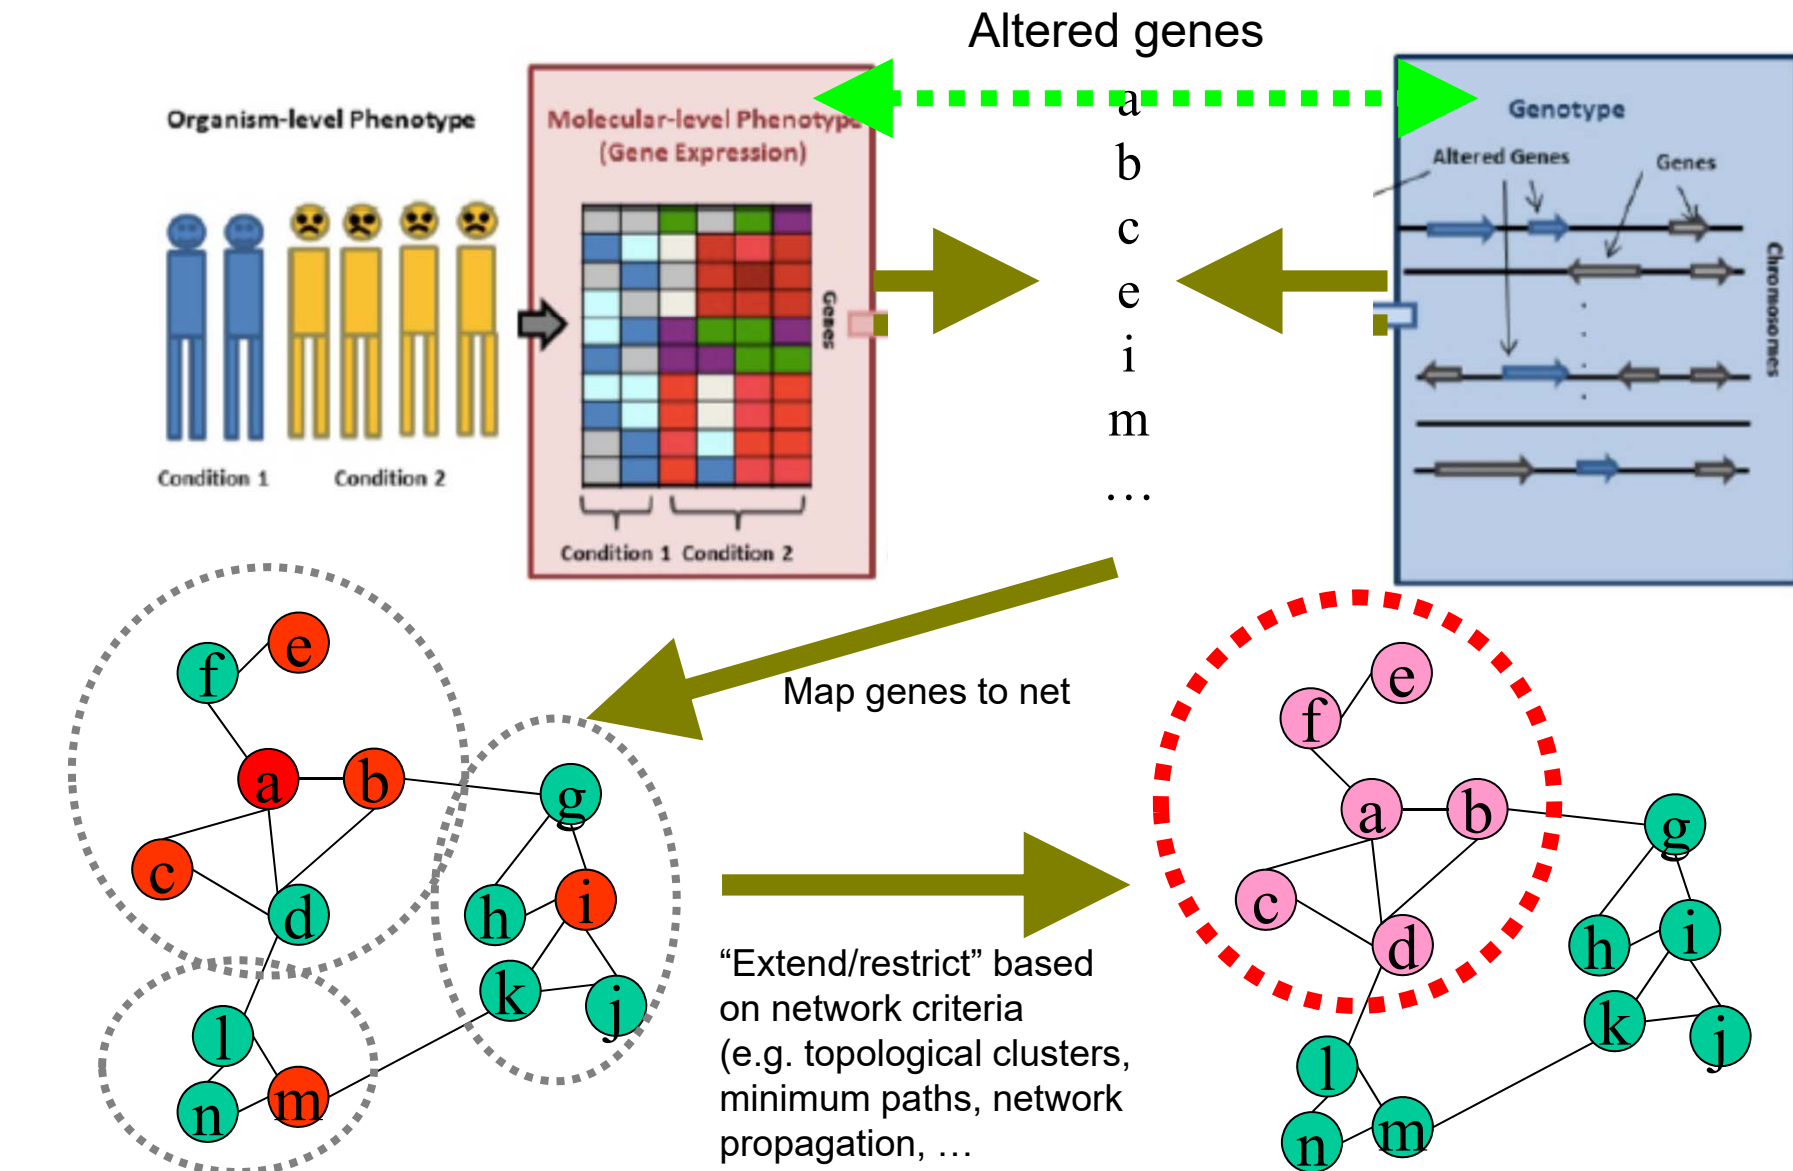 Altered genes
Organism-level Phenotype
Condition 1
Condition 2
Molecular-level Phenotype
(Gene Expression)
Genes
Condition 1 Condition 2
a
b
c
e
i
m
…
Genotype
Altered Genes
Genes
Chromosomes
Map genes to net
e
f
a
b
c
d
g
h
i
k
j
l
n
m
“Extend/restrict” based
on network criteria
(e.g. topological clusters,
minimum paths, network
propagation, …
e
f
a
b
c
d
g
h
i
k
j
l
n
m